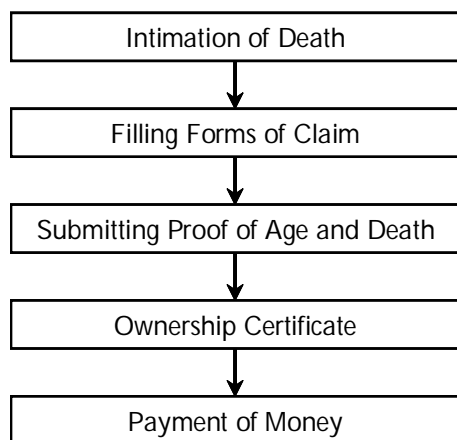 Intimation of Death
Filling Forms of Claim
Submitting Proof of Age and Death
Ownership Certificate
Payment of Money